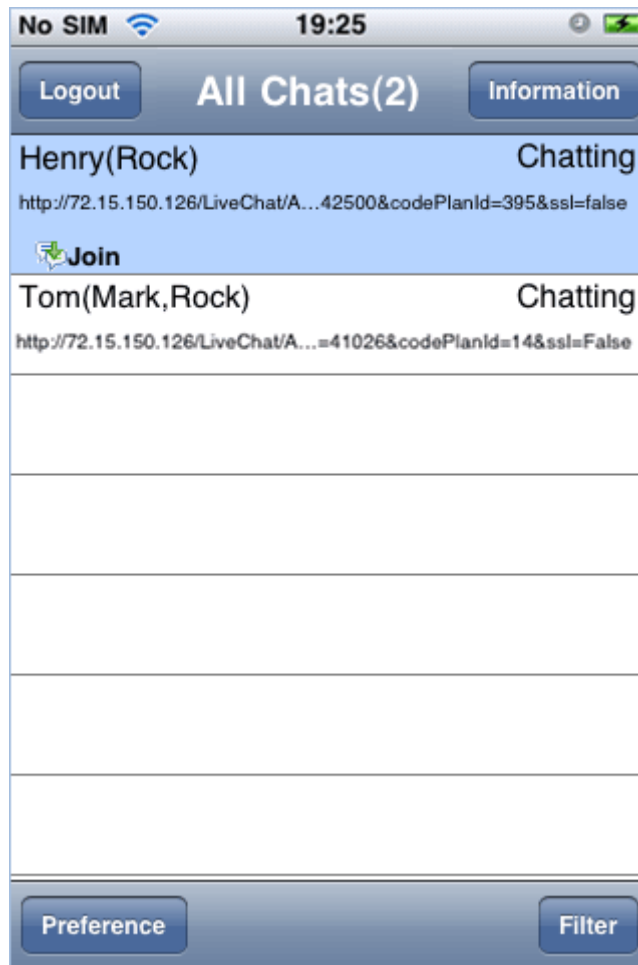 No SIM 19:25
Logout All Chats(2) Information
Henry(Rock) Chatting
http://72.15.150.126/LiveChat/A...42500&codePlanId=395&ssl=false
Join
Tom(Mark,Rock) Chatting
http://72.15.150.126/LiveChat/A...=41026&codePlanId=14&ssl=False
Preference Filter